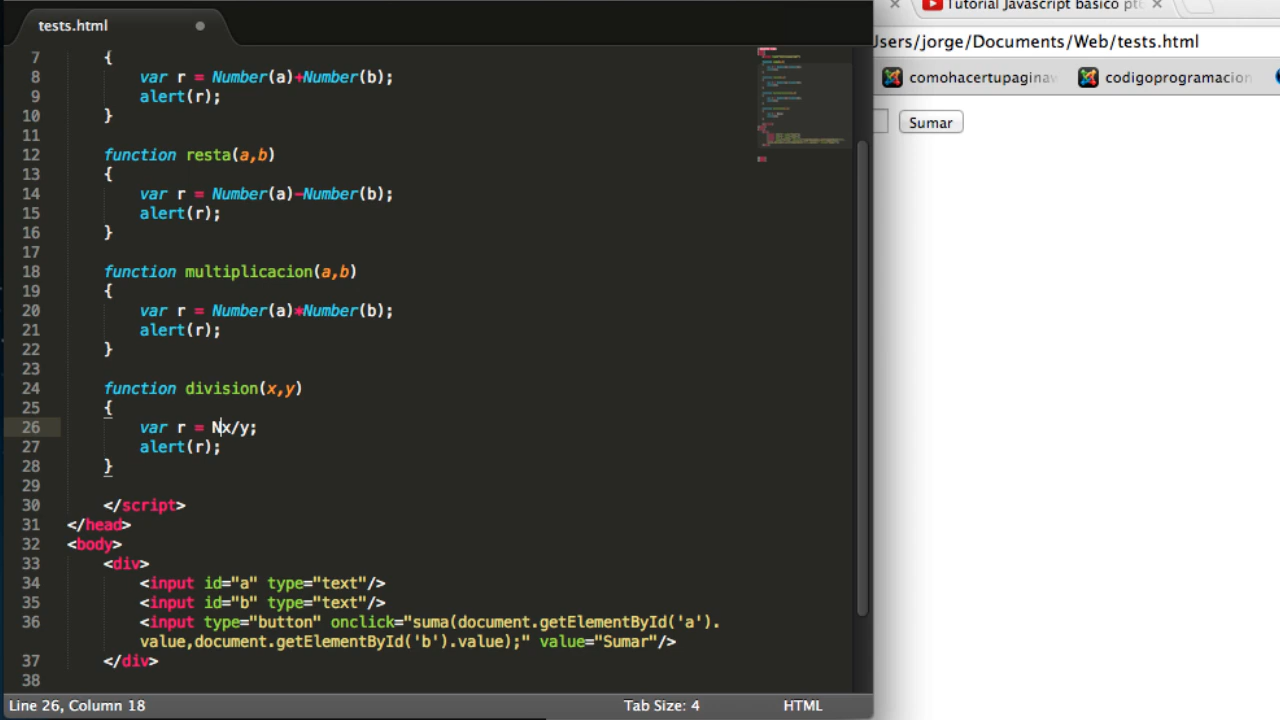 tests.html
7 {
8 var r = Number(a)+Number(b);
9 alert(r);
10 }
11
12 function resta(a,b)
13 {
14 var r = Number(a)-Number(b);
15 alert(r);
16 }
17
18 function multiplicacion(a,b)
19 {
20 var r = Number(a)*Number(b);
21 alert(r);
22 }
23
24 function division(x,y)
25 {
26 var r = Nx/y;
27 alert(r);
28 }
29
30 </script>
31 </head>
32 <body>
33 <div>
34 <input id="a" type="text"/>
35 <input id="b" type="text"/>
36 <input type="button" onclick="suma(document.getElementById('a').
value,document.getElementById('b').value);" value="Sumar"/>
37 </div>
38
Line 26, Column 18 Tab Size: 4 HTML
Tutorial Javascript basico pt
sers/jorge/Documents/Web/tests.html
comohacertupaginaw codigoprogramacion
Sumar